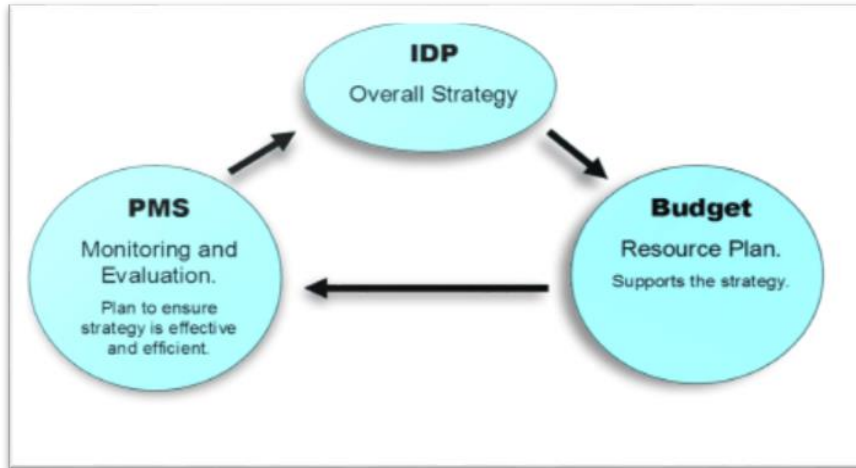 IDP
Overall Strategy
PMS
Monitoring and
Evaluation.
Plan to ensure
strategy is effective
and efficient.
Budget
Resource Plan.
Supports the strategy.